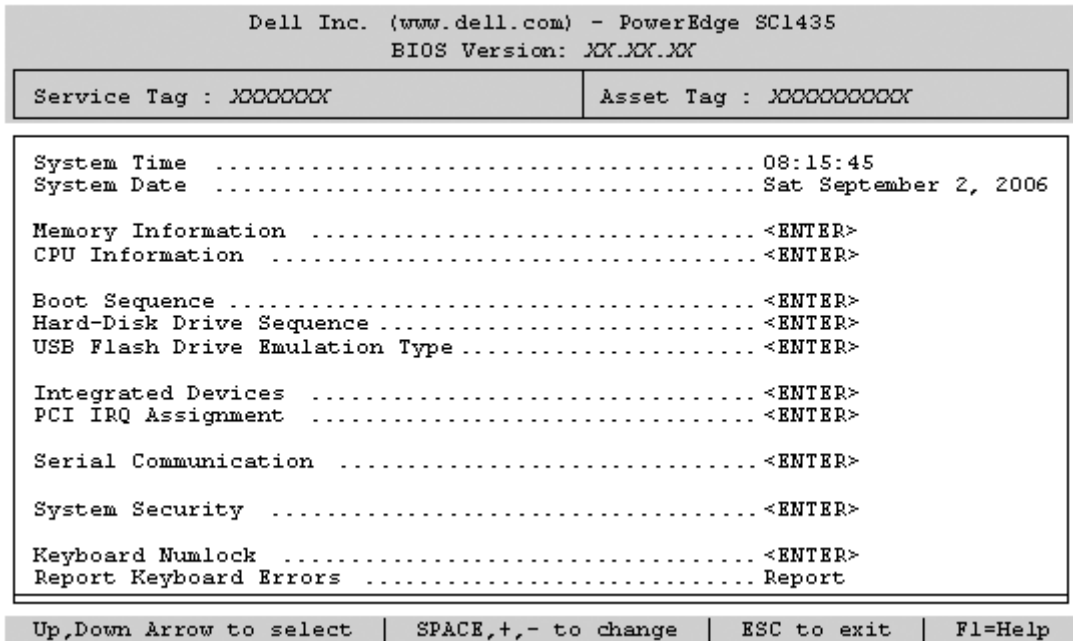 Dell Inc. (www.dell.com) - PowerEdge SC1435
BIOS Version: XX.XX.XX
Service Tag : XXXXXXX | Asset Tag : XXXXXXXXXX
System Time ........................................ 08:15:45
System Date ........................................ Sat September 2, 2006
Memory Information ................................. <ENTER>
CPU Information .................................... <ENTER>
Boot Sequence ....................................... <ENTER>
Hard-Disk Drive Sequence ............................ <ENTER>
USB Flash Drive Emulation Type ...................... <ENTER>
Integrated Devices ................................. <ENTER>
PCI IRQ Assignment ................................. <ENTER>
Serial Communication ............................... <ENTER>
System Security .................................... <ENTER>
Keyboard Numlock ................................... <ENTER>
Report Keyboard Errors ............................. Report
Up,Down Arrow to select | SPACE,+,- to change | ESC to exit | F1=Help